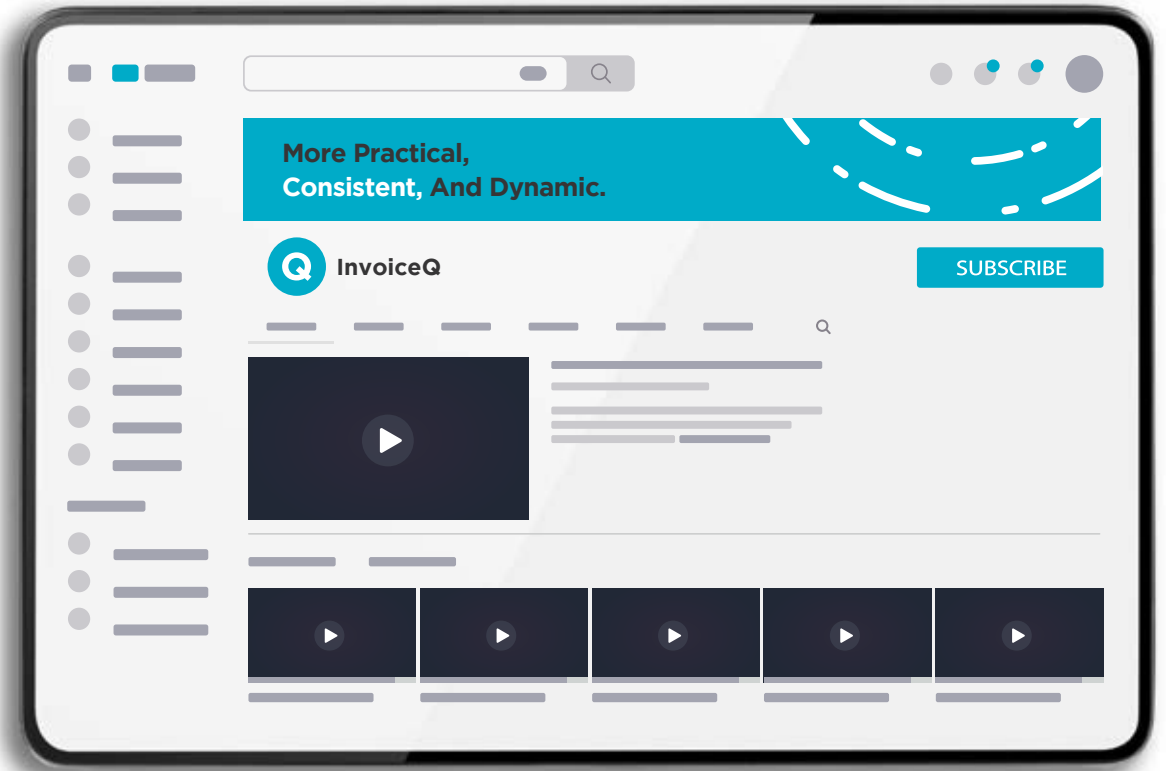 More Practical,
Consistent, And Dynamic.
Q InvoiceQ
SUBSCRIBE